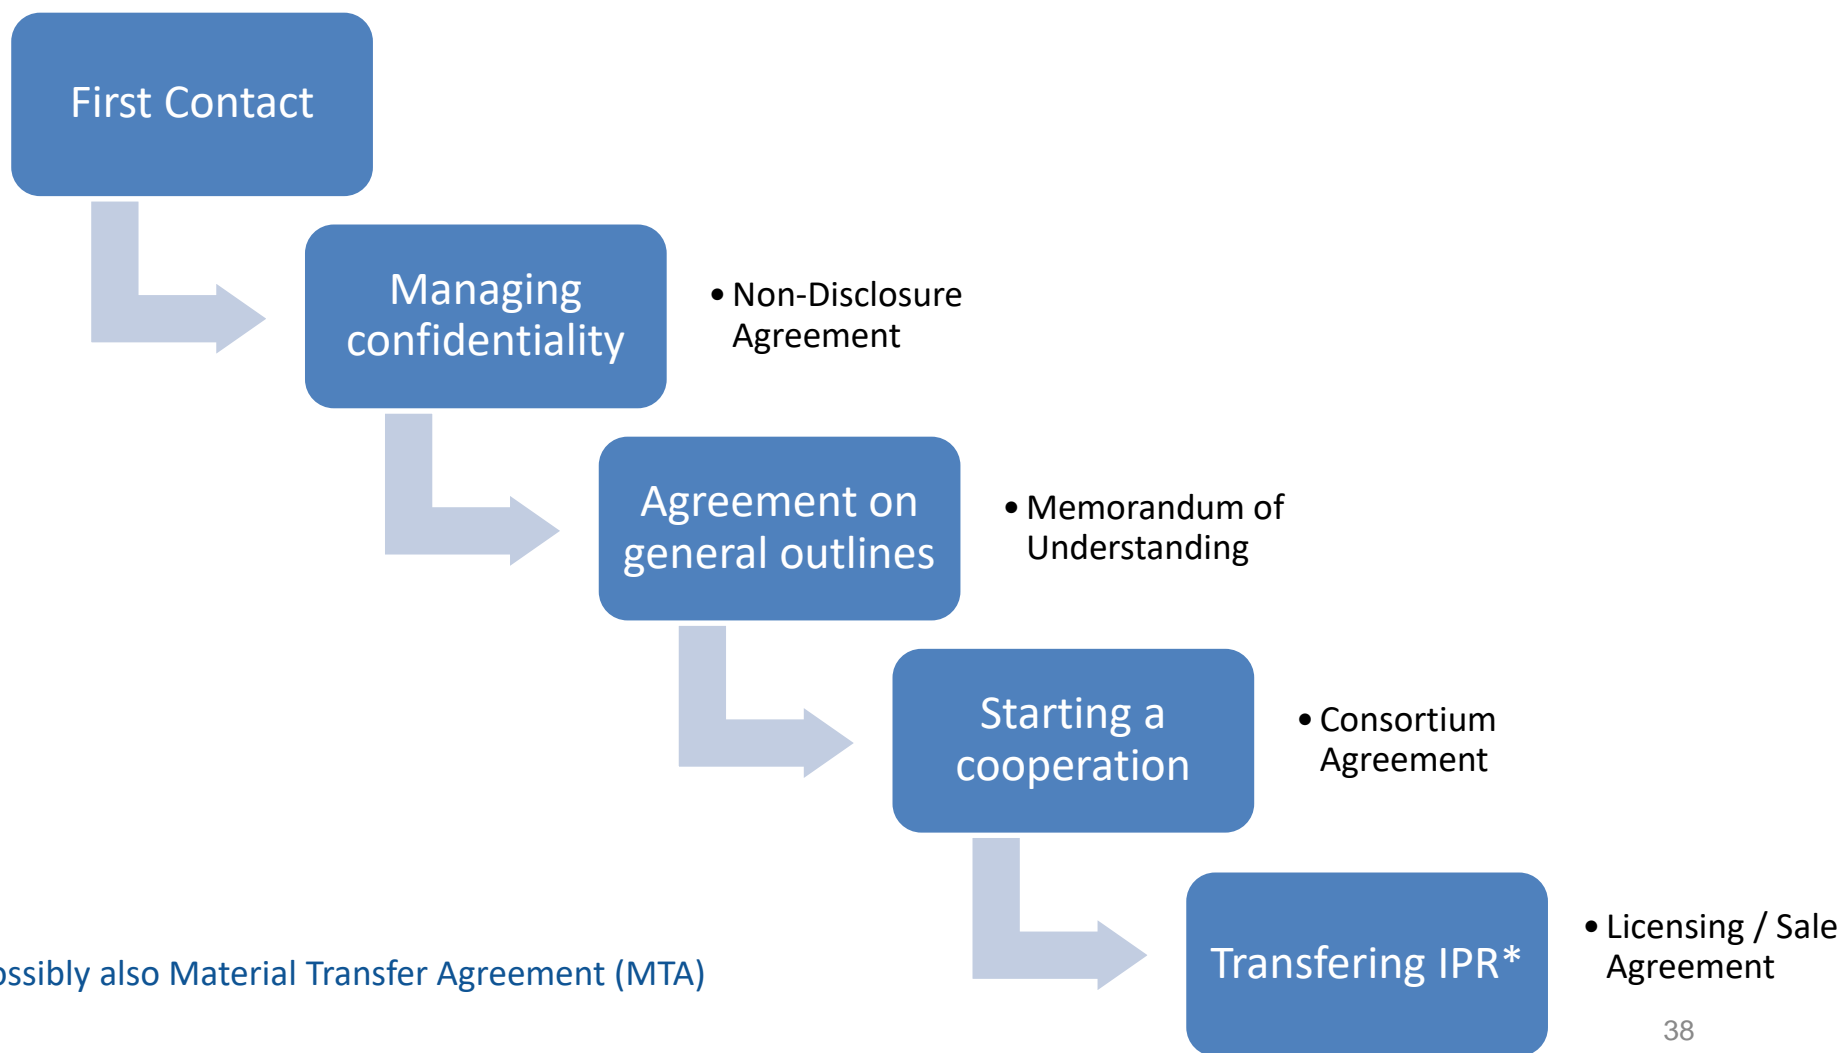 First Contact
Managing
confidentiality
• Non-Disclosure
Agreement
Agreement on
general outlines
• Memorandum of
Understanding
Starting a
cooperation
• Consortium
Agreement
Transfering IPR*
• Licensing / Sale
Agreement
also Material Transfer Agreement (MTA)
38